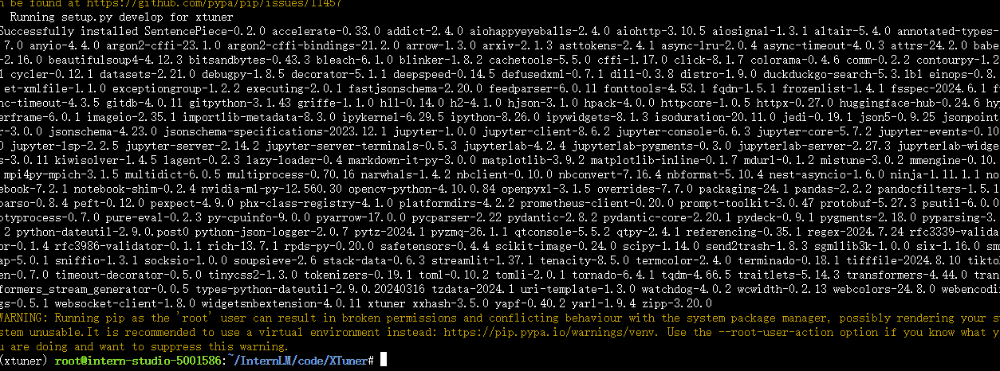 n be found at https://github.com/pypa/pip/issues/11457
Running setup.py develop for xtuner
Successfully installed SentencePiece-0.2.0 accelerate-0.33.0 addict-2.4.0 aiohappyeyeballs-2.4.0 aiohttp-3.10.5 aiosignal-1.3.1 altair-5.4.0 annotated-types-
7.0 anyio-4.4.0 argon2-cffi-23.1.0 argon2-cffi-bindings-21.2.0 arrow-1.3.0 arxiv-2.1.3 asttokens-2.4.1 async-lru-2.0.4 async-timeout-4.0.3 attrs-24.2.0 babe
-2.16.0 beautifulsoup4-4.12.3 bitsandbytes-0.43.3 bleach-6.1.0 blinker-1.8.2 cachetools-5.5.0 cffi-1.17.0 click-8.1.7 colorama-0.4.6 comm-0.2.2 contourpy-1.2
l cycler-0.12.1 datasets-2.21.0 debugpy-1.8.5 decorator-5.1.1 deepspeed-0.14.5 defusedxml-0.7.1 dill-0.3.8 distro-1.9.0 duckduckgo-search-5.3.1b1 einops-0.8.
et-xmlfile-1.1.0 exceptiongroup-1.2.2 executing-2.0.1 fastjsonschema-2.20.0 feedparser-6.0.11 fonttools-4.53.1 fqdn-1.5.1 frozenlist-1.4.1 fsspec-2024.6.1 f
nc-timeout-4.3.5 gitdb-4.0.11 gitpython-3.1.43 griffe-1.1.0 h11-0.14.0 h2-4.1.0 hjson-3.1.0 hpack-4.0.0 httpcore-1.0.5 httpx-0.27.0 huggingface-hub-0.24.6 hy
erframe-6.0.1 imageio-2.35.1 importlib-metadata-8.3.0 ipykernel-6.29.5 ipython-8.26.0 ipywidgets-8.1.3 isoduration-20.11.0 jedi-0.19.1 json5-0.9.25 jsonpoint
r-3.0.0 jsonschema-4.23.0 jsonschema-specifications-2023.12.1 jupyter-1.0.0 jupyter-client-8.6.2 jupyter-console-6.6.3 jupyter-core-5.7.2 jupyter-events-0.10
0 jupyter-lsp-2.2.5 jupyter-server-2.14.2 jupyter-server-terminals-0.5.3 jupyterlab-4.2.4 jupyterlab-pygments-0.3.0 jupyterlab-server-2.27.3 jupyterlab-widge
s-3.0.11 kiwisolver-1.4.5 lagent-0.2.3 lazy-loader-0.4 markdown-it-py-3.0.0 matplotlib-3.9.2 matplotlib-inline-0.1.7 mdurl-0.1.2 mistune-3.0.2 mmengine-0.10.
mpi4py-mpich-3.1.5 multidict-6.0.5 multiprocess-0.70.16 narwhals-1.4.2 nbclient-0.10.0 nbconvert-7.16.4 nbformat-5.10.4 nest-asyncio-1.6.0 ninja-1.11.1.1 no
ebook-7.2.1 notebook-shim-0.2.4 nvidia-ml-py-12.560.30 opencv-python-4.10.0.84 openpyxl-3.1.5 overrides-7.7.0 packaging-24.1 pandas-2.2.2 pandocfilters-1.5.1
parso-0.8.4 peft-0.12.0 pexpect-4.9.0 phx-class-registry-4.1.0 platformdirs-4.2.2 prometheus-client-0.20.0 prompt-toolkit-3.0.47 protobuf-5.27.3 psutil-6.0.0
otyprocess-0.7.0 pure-eval-0.2.3 py-cpuinfo-9.0.0 pyarrow-17.0.0 pycparser-2.22 pydantic-2.8.2 pydantic-core-2.20.1 pydeck-0.9.1 pygments-2.18.0 pyparsing-3.
2 python-dateutil-2.9.0.post0 python-json-logger-2.0.7 pytz-2024.1 pyzmq-26.1.1 qtconsole-5.5.2 qtpy-2.4.1 referencing-0.35.1 regex-2024.7.24 rfc3339-valida
or-0.1.4 rfc3986-validator-0.1.1 rich-13.7.1 rpds-py-0.20.0 safetensors-0.4.4 scikit-image-0.24.0 scipy-1.14.0 send2trash-1.8.3 sgmllib3k-1.0.0 six-1.16.0 sm
ap-5.0.1 sniffio-1.3.1 socksio-1.0.0 soupsieve-2.6 stack-data-0.6.3 streamlit-1.37.1 tenacity-8.5.0 termcolor-2.4.0 terminado-0.18.1 tifffile-2024.8.10 tikto
en-0.7.0 timeout-decorator-0.5.0 tinycss2-1.3.0 tokenizers-0.19.1 toml-0.10.2 tomli-2.0.1 tornado-6.4.1 tqdm-4.66.5 traitlets-5.14.3 transformers-4.44.0 tran
sformers_stream_generator-0.0.5 types-python-dateutil-2.9.0.20240316 tzdata-2024.1 uri-template-1.3.0 watchdog-4.0.2 wcwidth-0.2.13 webcolors-24.8.0 webencodi
gs-0.5.1 websocket-client-1.8.0 widgetsnbextension-4.0.11 xtuner xxhash-3.5.0 yapf-0.40.2 yarl-1.9.4 zipp-3.20.0
WARNING: Running pip as the 'root' user can result in broken permissions and conflicting behaviour with the system package manager, possibly rendering your s
stem unusable.It is recommended to use a virtual environment instead: https://pip.pypa.io/warnings/venv. Use the --root-user-action option if you know what y
u are doing and want to suppress this warning.
(xtuner) root@intern-studio-5001586:~/InternLM/code/XTuner#